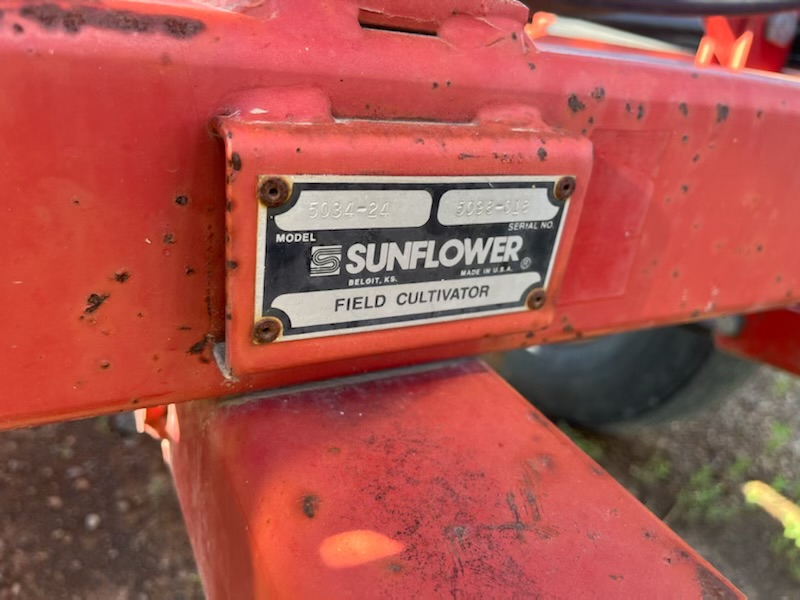 5034-24
MODEL SERIAL NO.
SUNFLOWER
BELOIT, KS. MADE IN U.S.A. ®
FIELD CULTIVATOR